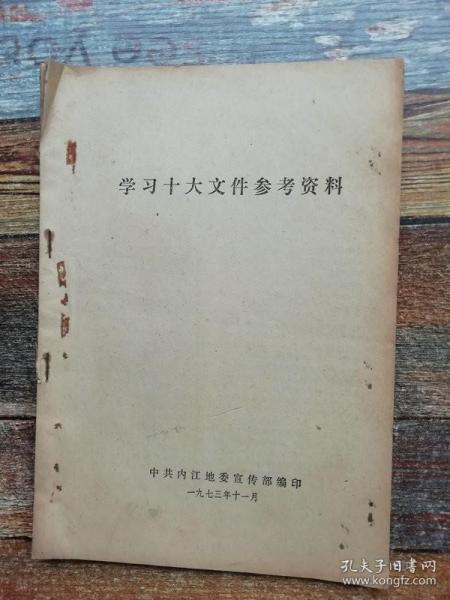 学习十大文件参考资料
中共内江地委宣传部编印
一九七三年十一月
孔夫子旧书网
www.kongfz.com